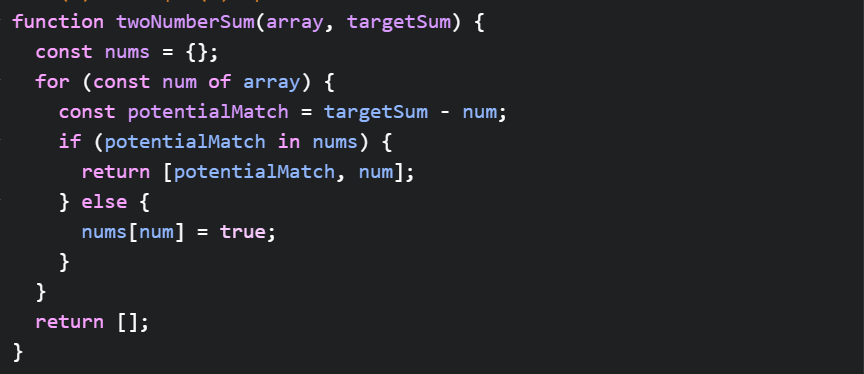 function twoNumberSum(array, targetSum) {
  const nums = {};
  for (const num of array) {
    const potentialMatch = targetSum - num;
    if (potentialMatch in nums) {
      return [potentialMatch, num];
    } else {
      nums[num] = true;
    }
  }
  return [];
}